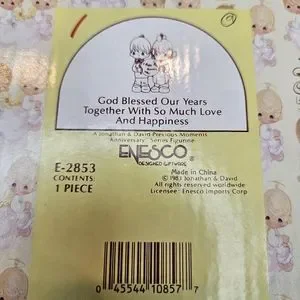 God Blessed Our Years
Together With So Much Love
And Happiness
A Jonathan & David Precious Moments
Anniversary Series Figurine
ENESCO
DESIGNED GIFTWARE
E-2853
CONTENTS:
1 PIECE
Made in China
© 1983 Jonathan & David
All rights reserved worldwide
Licensee: Enesco Imports Corp
0 45544 10857 7